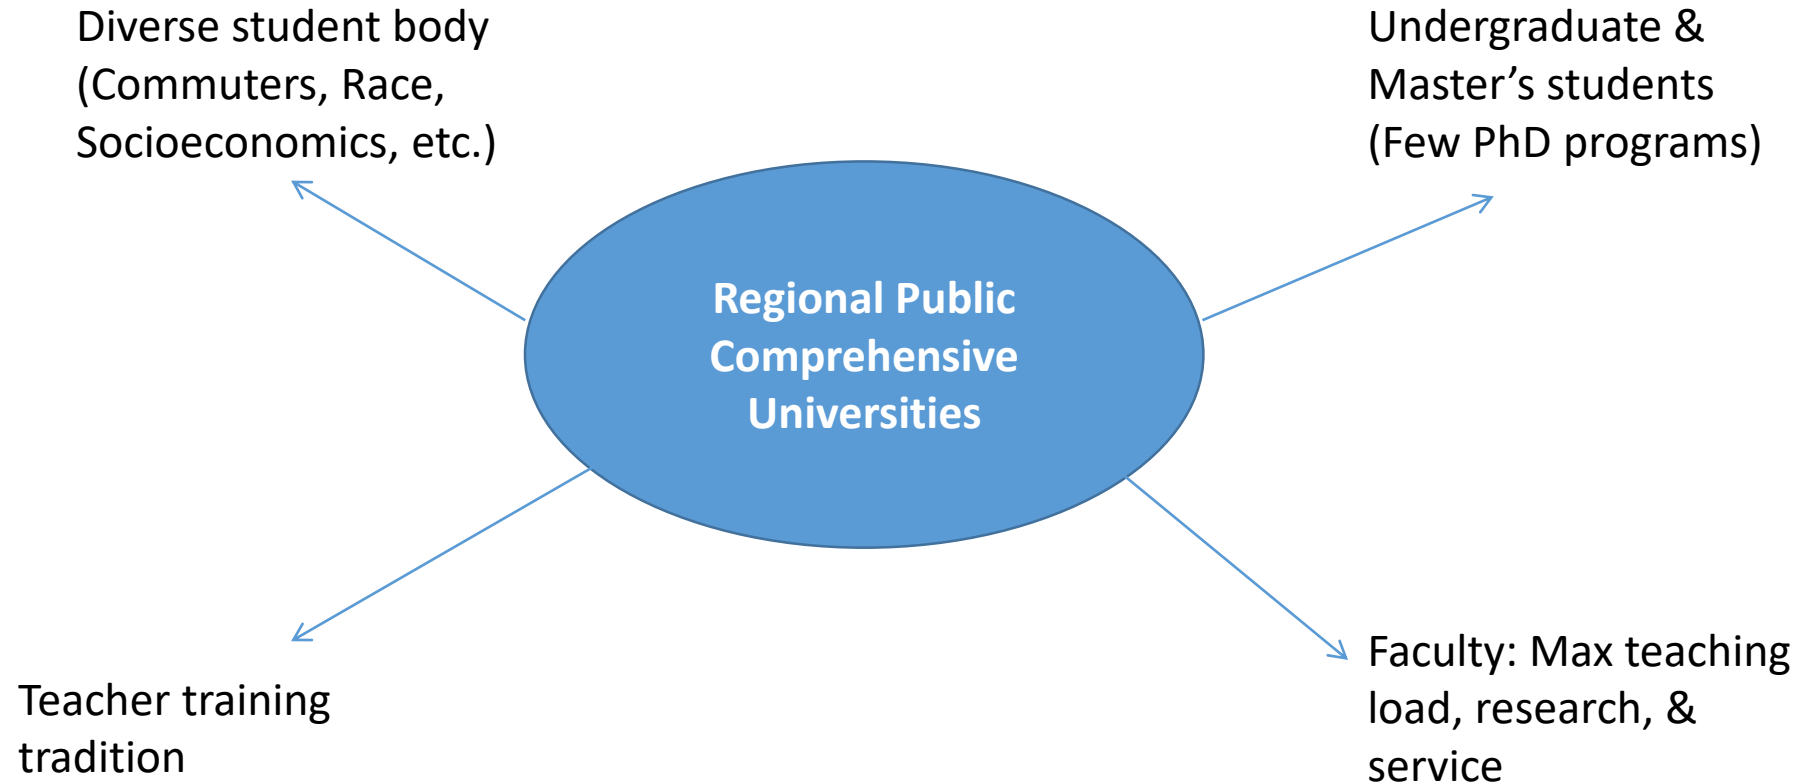 Diverse student body
(Commuters, Race,
Socioeconomics, etc.)
Undergraduate &
Master’s students
(Few PhD programs)
Regional Public
Comprehensive
Universities
Teacher training
tradition
Faculty: Max teaching
load, research, &
service